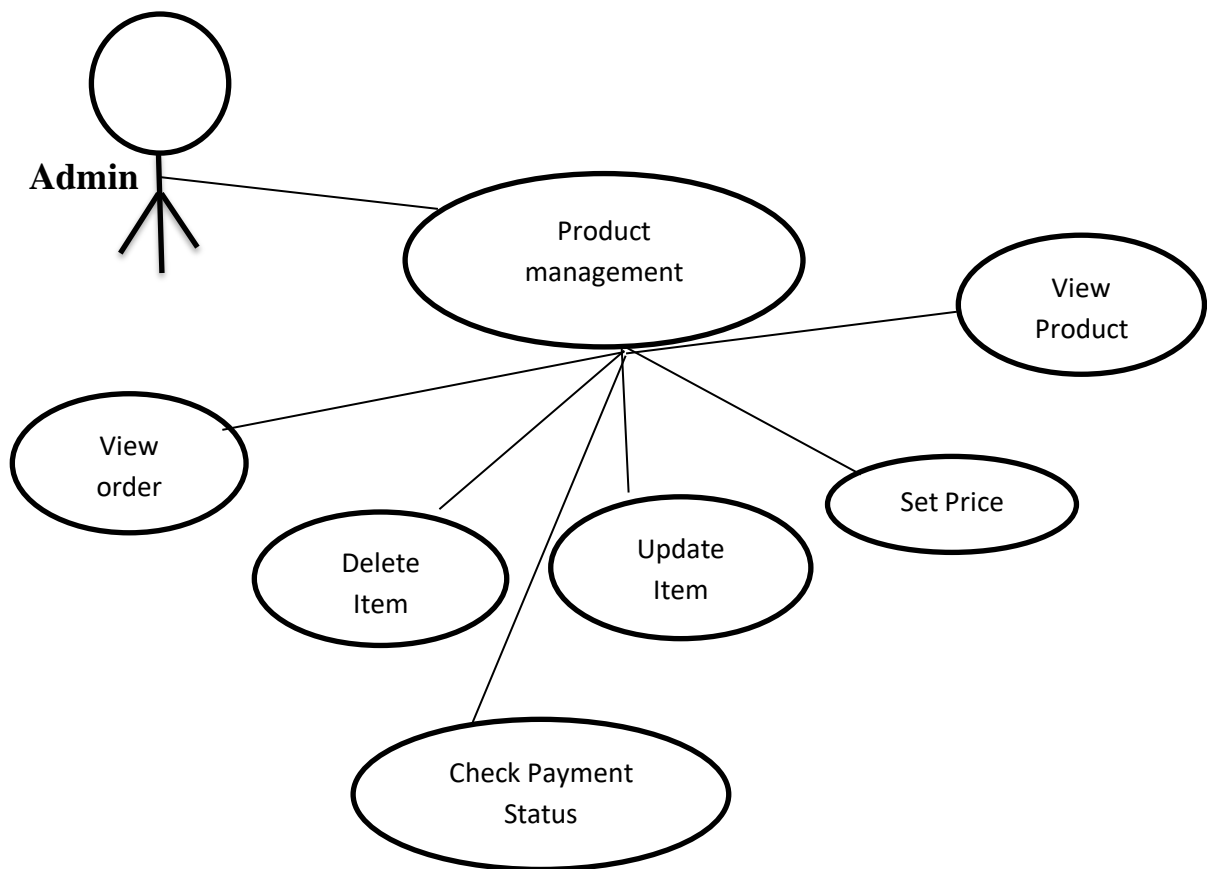 Admin
Product
management
View
Product
View
order
Delete
Item
Update
Item
Set Price
Check Payment
Status